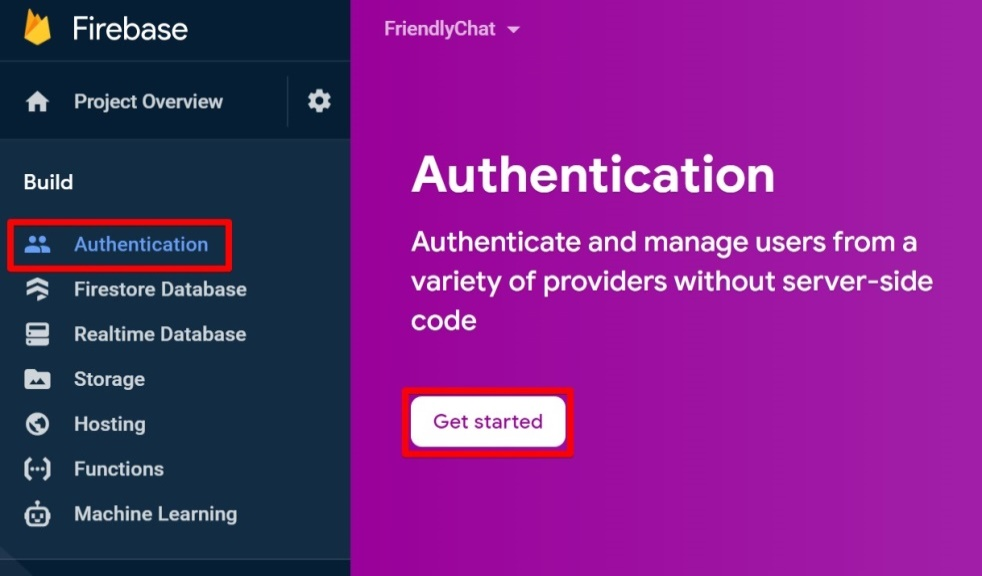 Firebase
FriendlyChat
Project Overview
Build
Authentication
Firestore Database
Realtime Database
Storage
Hosting
Functions
Machine Learning
Authentication
Authenticate and manage users from a
variety of providers without server-side
code
Get started